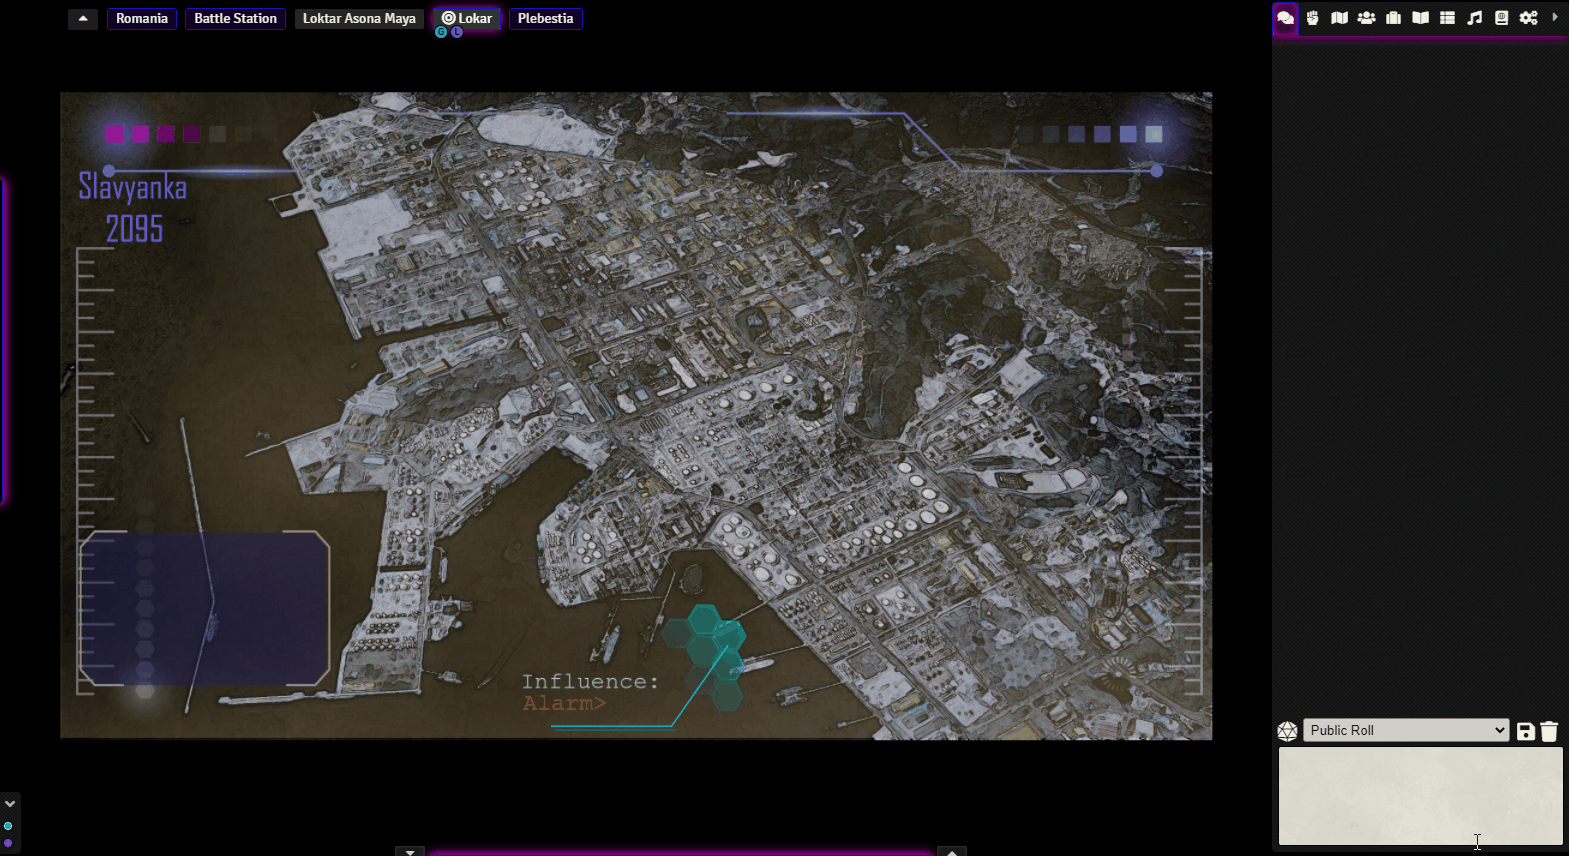 Romania
Battle Station
Loktar Asona Maya
Lokar
Plebestia
G L
Slavyanka
2095
Influence:
Alarm>
Public Roll